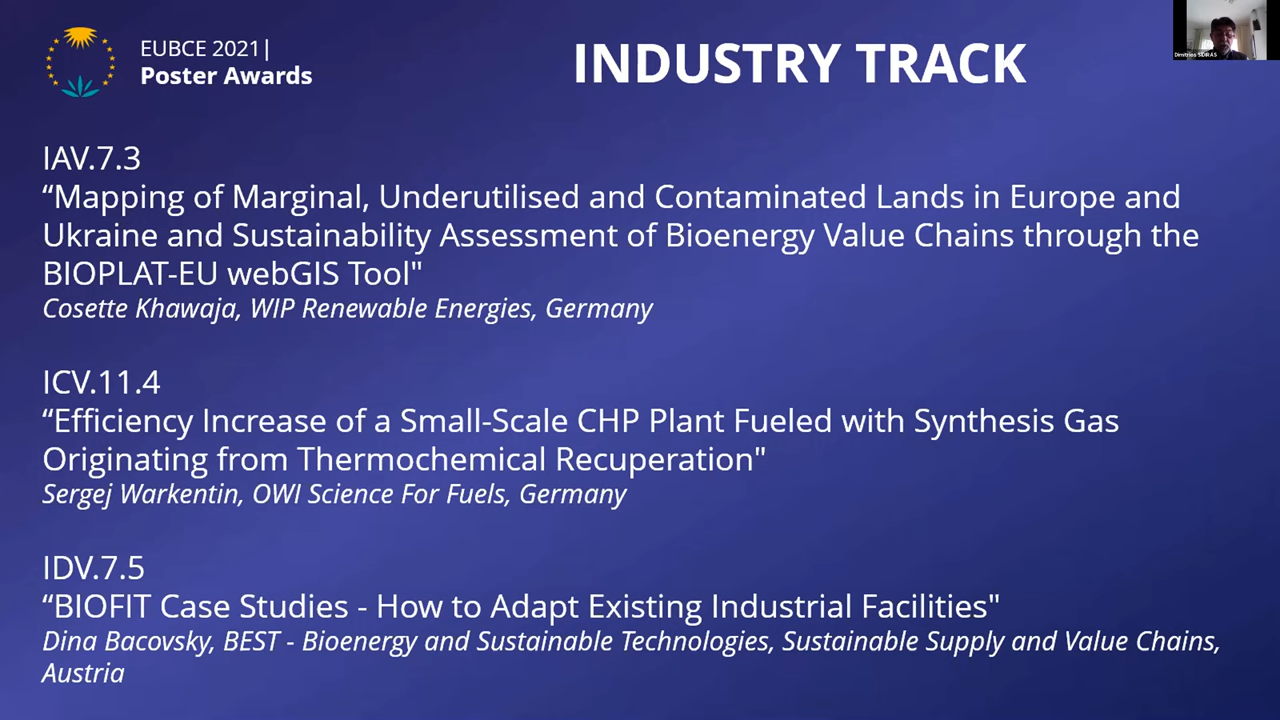 EUBCE 2021|
Poster Awards
INDUSTRY TRACK
Dimitrios SIDIRAS
IAV.7.3
“Mapping of Marginal, Underutilised and Contaminated Lands in Europe and
Ukraine and Sustainability Assessment of Bioenergy Value Chains through the
BIOPLAT-EU webGIS Tool"
Cosette Khawaja, WIP Renewable Energies, Germany
ICV.11.4
“Efficiency Increase of a Small-Scale CHP Plant Fueled with Synthesis Gas
Originating from Thermochemical Recuperation"
Sergej Warkentin, OWI Science For Fuels, Germany
IDV.7.5
“BIOFIT Case Studies - How to Adapt Existing Industrial Facilities"
Dina Bacovsky, BEST - Bioenergy and Sustainable Technologies, Sustainable Supply and Value Chains,
Austria